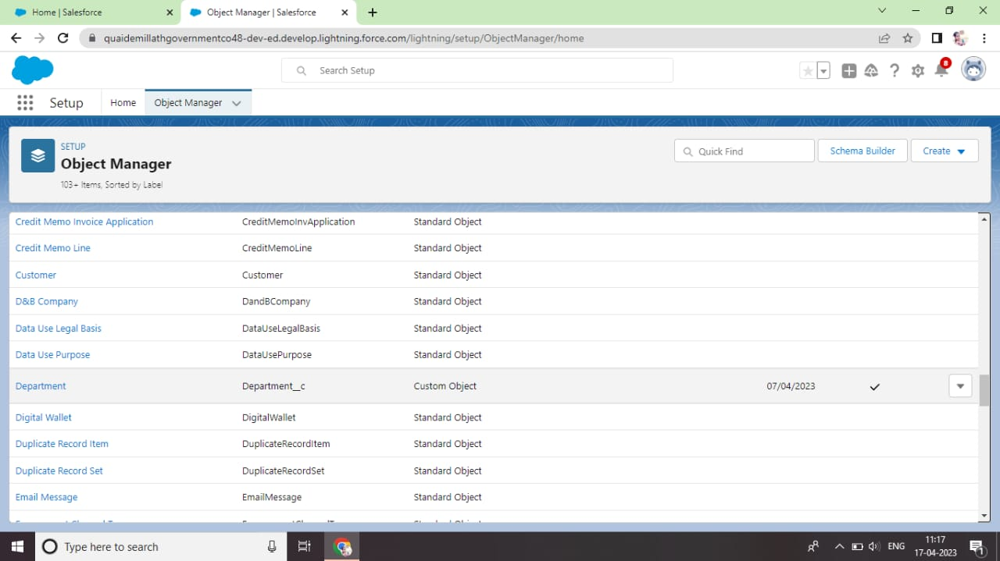 Home | Salesforce
Object Manager | Salesforce
quaidemillathgovernmentco48-dev-ed.develop.lightning.force.com/lightning/setup/ObjectManager/home
Search Setup
8
Setup Home Object Manager
SETUP
Object Manager
103+ Items, Sorted by Label
Quick Find
Schema Builder
Create
Credit Memo Invoice Application CreditMemoInvApplication Standard Object
Credit Memo Line CreditMemoLine Standard Object
Customer Customer Standard Object
D&B Company DandBCompany Standard Object
Data Use Legal Basis DataUseLegalBasis Standard Object
Data Use Purpose DataUsePurpose Standard Object
Department Department__c Custom Object 07/04/2023
Digital Wallet DigitalWallet Standard Object
Duplicate Record Item DuplicateRecordItem Standard Object
Duplicate Record Set DuplicateRecordSet Standard Object
Email Message EmailMessage Standard Object
Type here to search
ENG
11:17
17-04-2023
1